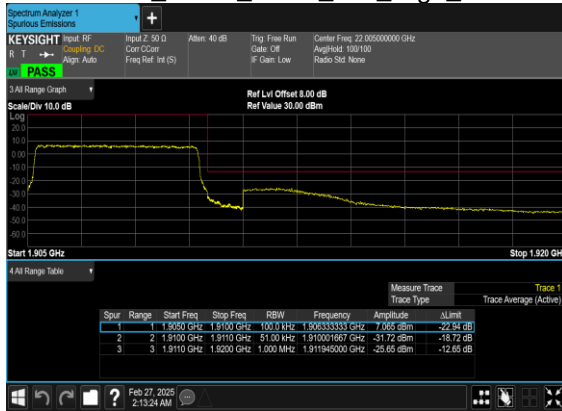 Spectrum Analyzer 1
Spurious Emissions
+
KEYSIGHT Input: RF Input Z: 50 Ω Atten: 40 dB Trig: Free Run Center Freq: 22.005000000 GHz
R T Coupling: DC Corr CCorr Gate: Off Avg|Hold: 100/100
Align: Auto Freq Ref: Int (S) IF Gain: Low Radio Std: None
PASS
3 All Range Graph
Ref Lvl Offset 8.00 dB
Scale/Div 10.0 dB Ref Value 30.00 dBm
Log
20.0
10.0
0.00
-10.0
-20.0
-30.0
-40.0
-50.0
-60.0
Start 1.905 GHz Stop 1.920 GH
4 All Range Table
Measure Trace Trace 1
Trace Type Trace Average (Active)
Spur Range Start Freq Stop Freq RBW Frequency Amplitude ΔLimit
1 1 1.9050 GHz 1.9100 GHz 100.0 kHz 1.906333333 GHz 7.065 dBm -22.94 dB
2 2 1.9100 GHz 1.9110 GHz 51.00 kHz 1.910001667 GHz -31.72 dBm -18.72 dB
3 3 1.9110 GHz 1.9200 GHz 1.000 MHz 1.911945000 GHz -25.65 dBm -12.65 dB
? Feb 27, 2025
2:13:24 AM